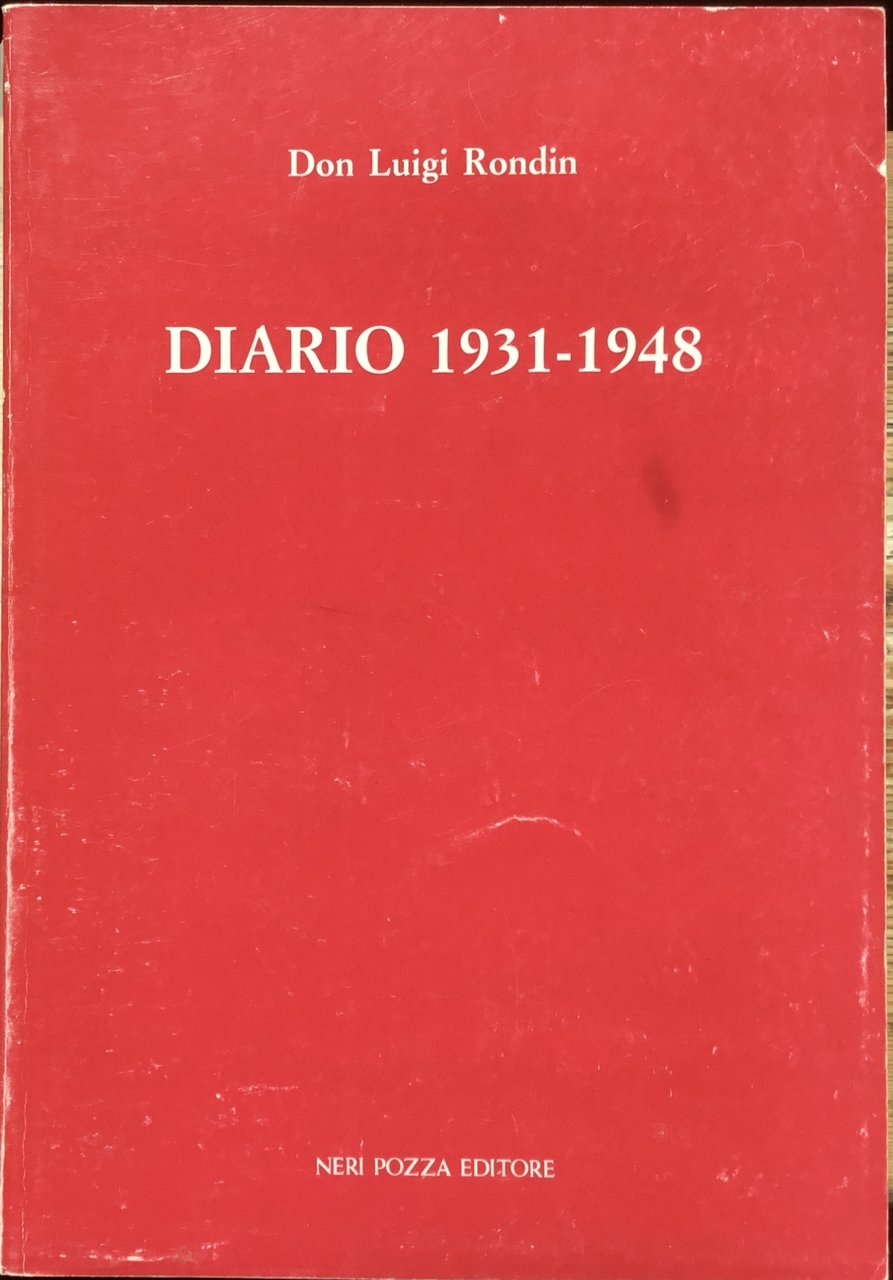 Don Luigi Rondin
DIARIO 1931-1948
NERI POZZA EDITORE